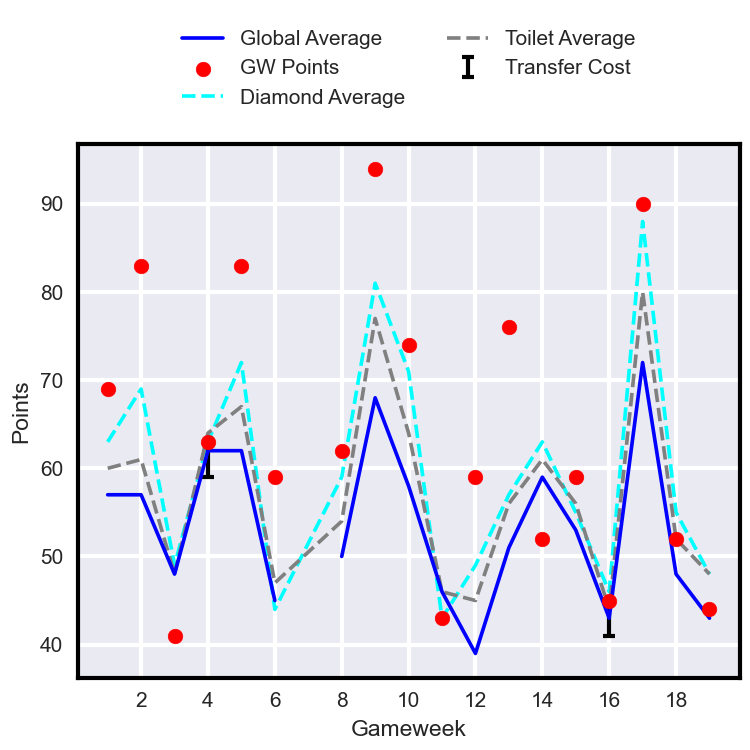 Global Average
GW Points
Diamond Average
Toilet Average
Transfer Cost
Points
90
80
70
60
50
40
2 4 6 8 10 12 14 16 18
Gameweek